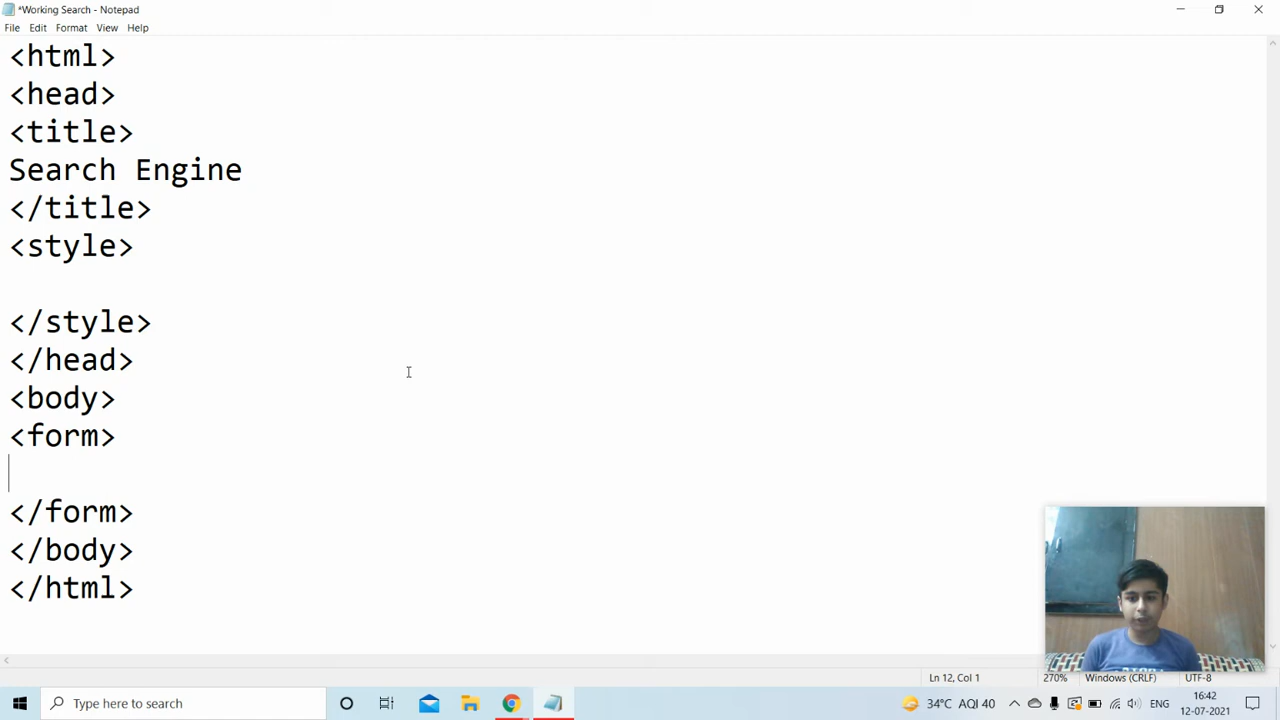 *Working Search - Notepad
File Edit Format View Help
<html>
<head>
<title>
Search Engine
</title>
<style>
</style>
</head>
<body>
<form>
</form>
</body>
</html>
Ln 12, Col 1 270% Windows (CRLF) UTF-8
Type here to search
34°C AQI 40 ENG 16:42
12-07-2021